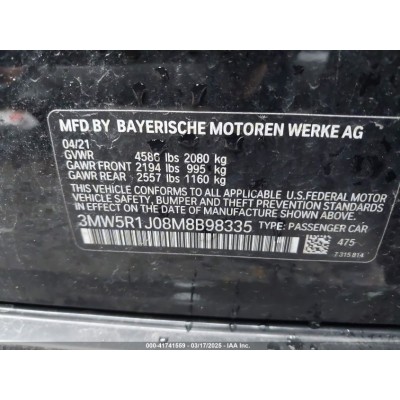 MFD BY BAYERISCHE MOTOREN WERKE AG
04/21
GVWR 4586 lbs 2080 kg
GAWR FRONT 2194 lbs 995 kg
GAWR REAR 2557 lbs 1160 kg
THIS VEHICLE CONFORMS TO ALL APPLICABLE U.S. FEDERAL MOTOR
VEHICLE SAFETY, BUMPER AND THEFT PREVENTION
STANDARDS IN EFFECT ON THE DATE OF MANUFACTURE SHOWN ABOVE.
3MW5R1J08M8B98335 TYPE: PASSENGER CAR
475
7 315 814
000-41741559 - 03/17/2025 - IAA Inc.